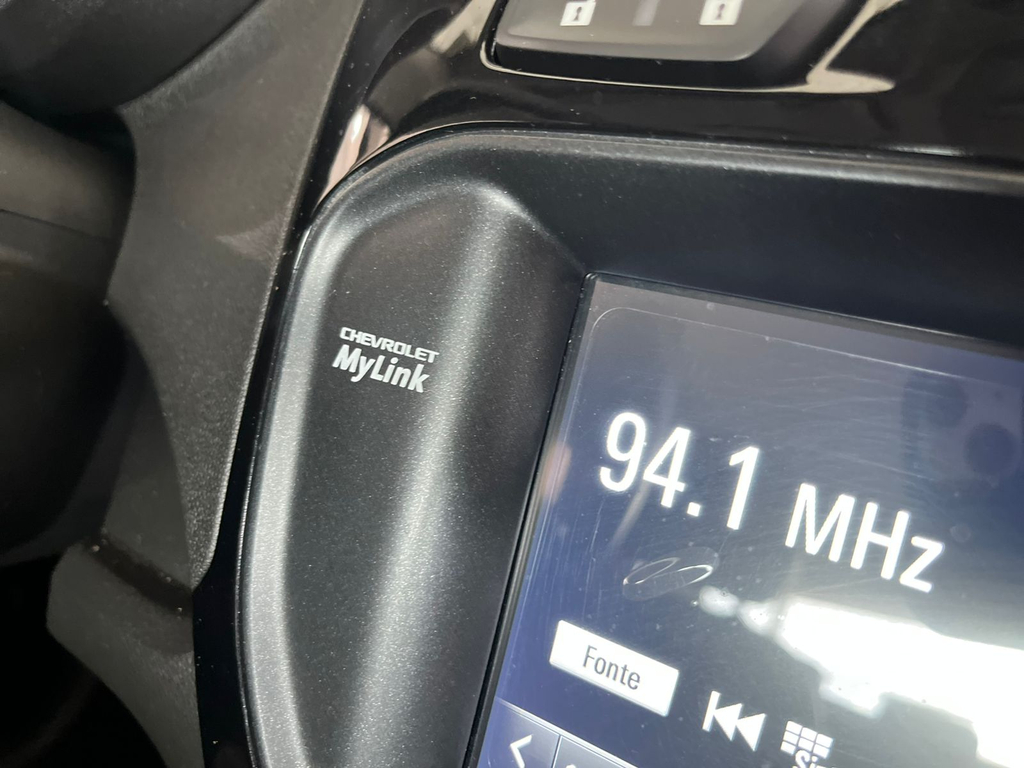 CHEVROLET
MyLink
94.1 MHz
Fonte